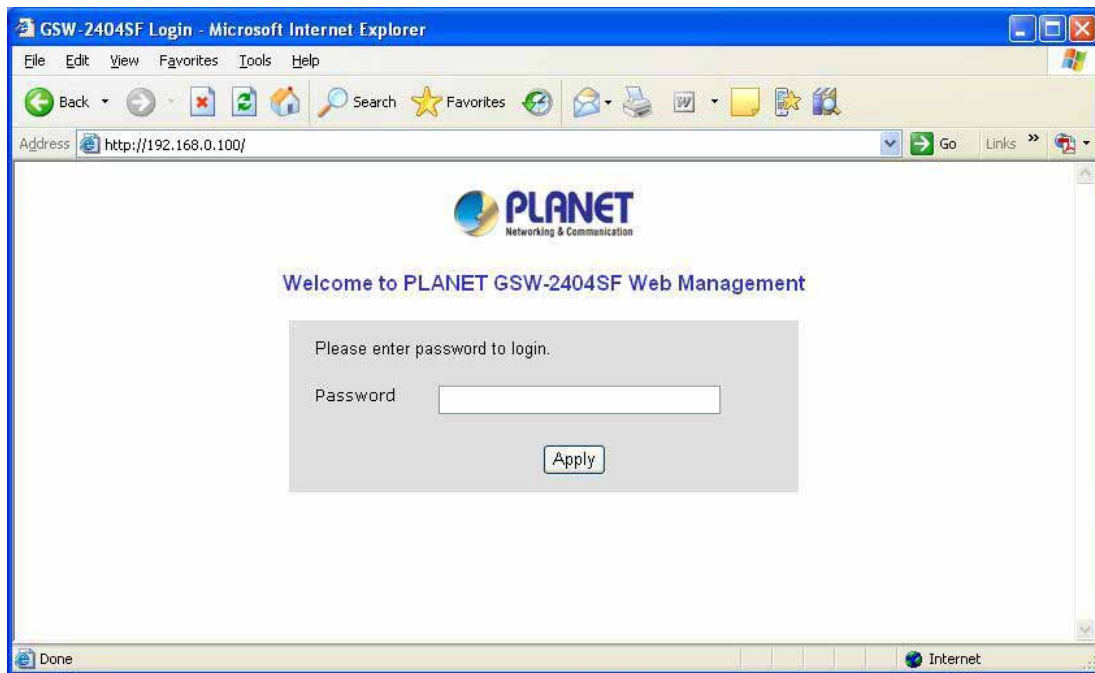 GSW-2404SF Login - Microsoft Internet Explorer
File Edit View Favorites Tools Help
Back Search Favorites W
Address http://192.168.0.100/ Go Links »
PLANET
Networking & Communication
Welcome to PLANET GSW-2404SF Web Management
Please enter password to login.
Password
Apply
Done Internet